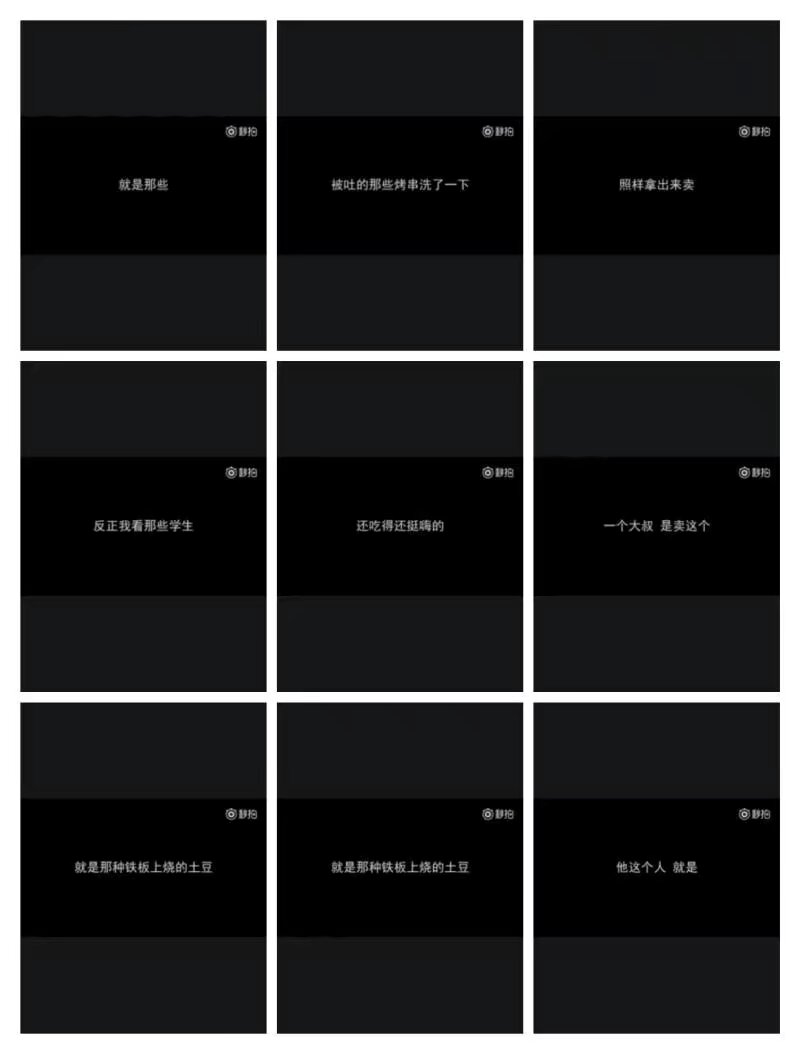 秒拍
就是那些
秒拍
被吐的那些烤串洗了一下
秒拍
照样拿出来卖
秒拍
反正我看那些学生
秒拍
还吃得还挺嗨的
秒拍
一个大叔 是卖这个
秒拍
就是那种铁板上烧的土豆
秒拍
就是那种铁板上烧的土豆
秒拍
他这个人 就是